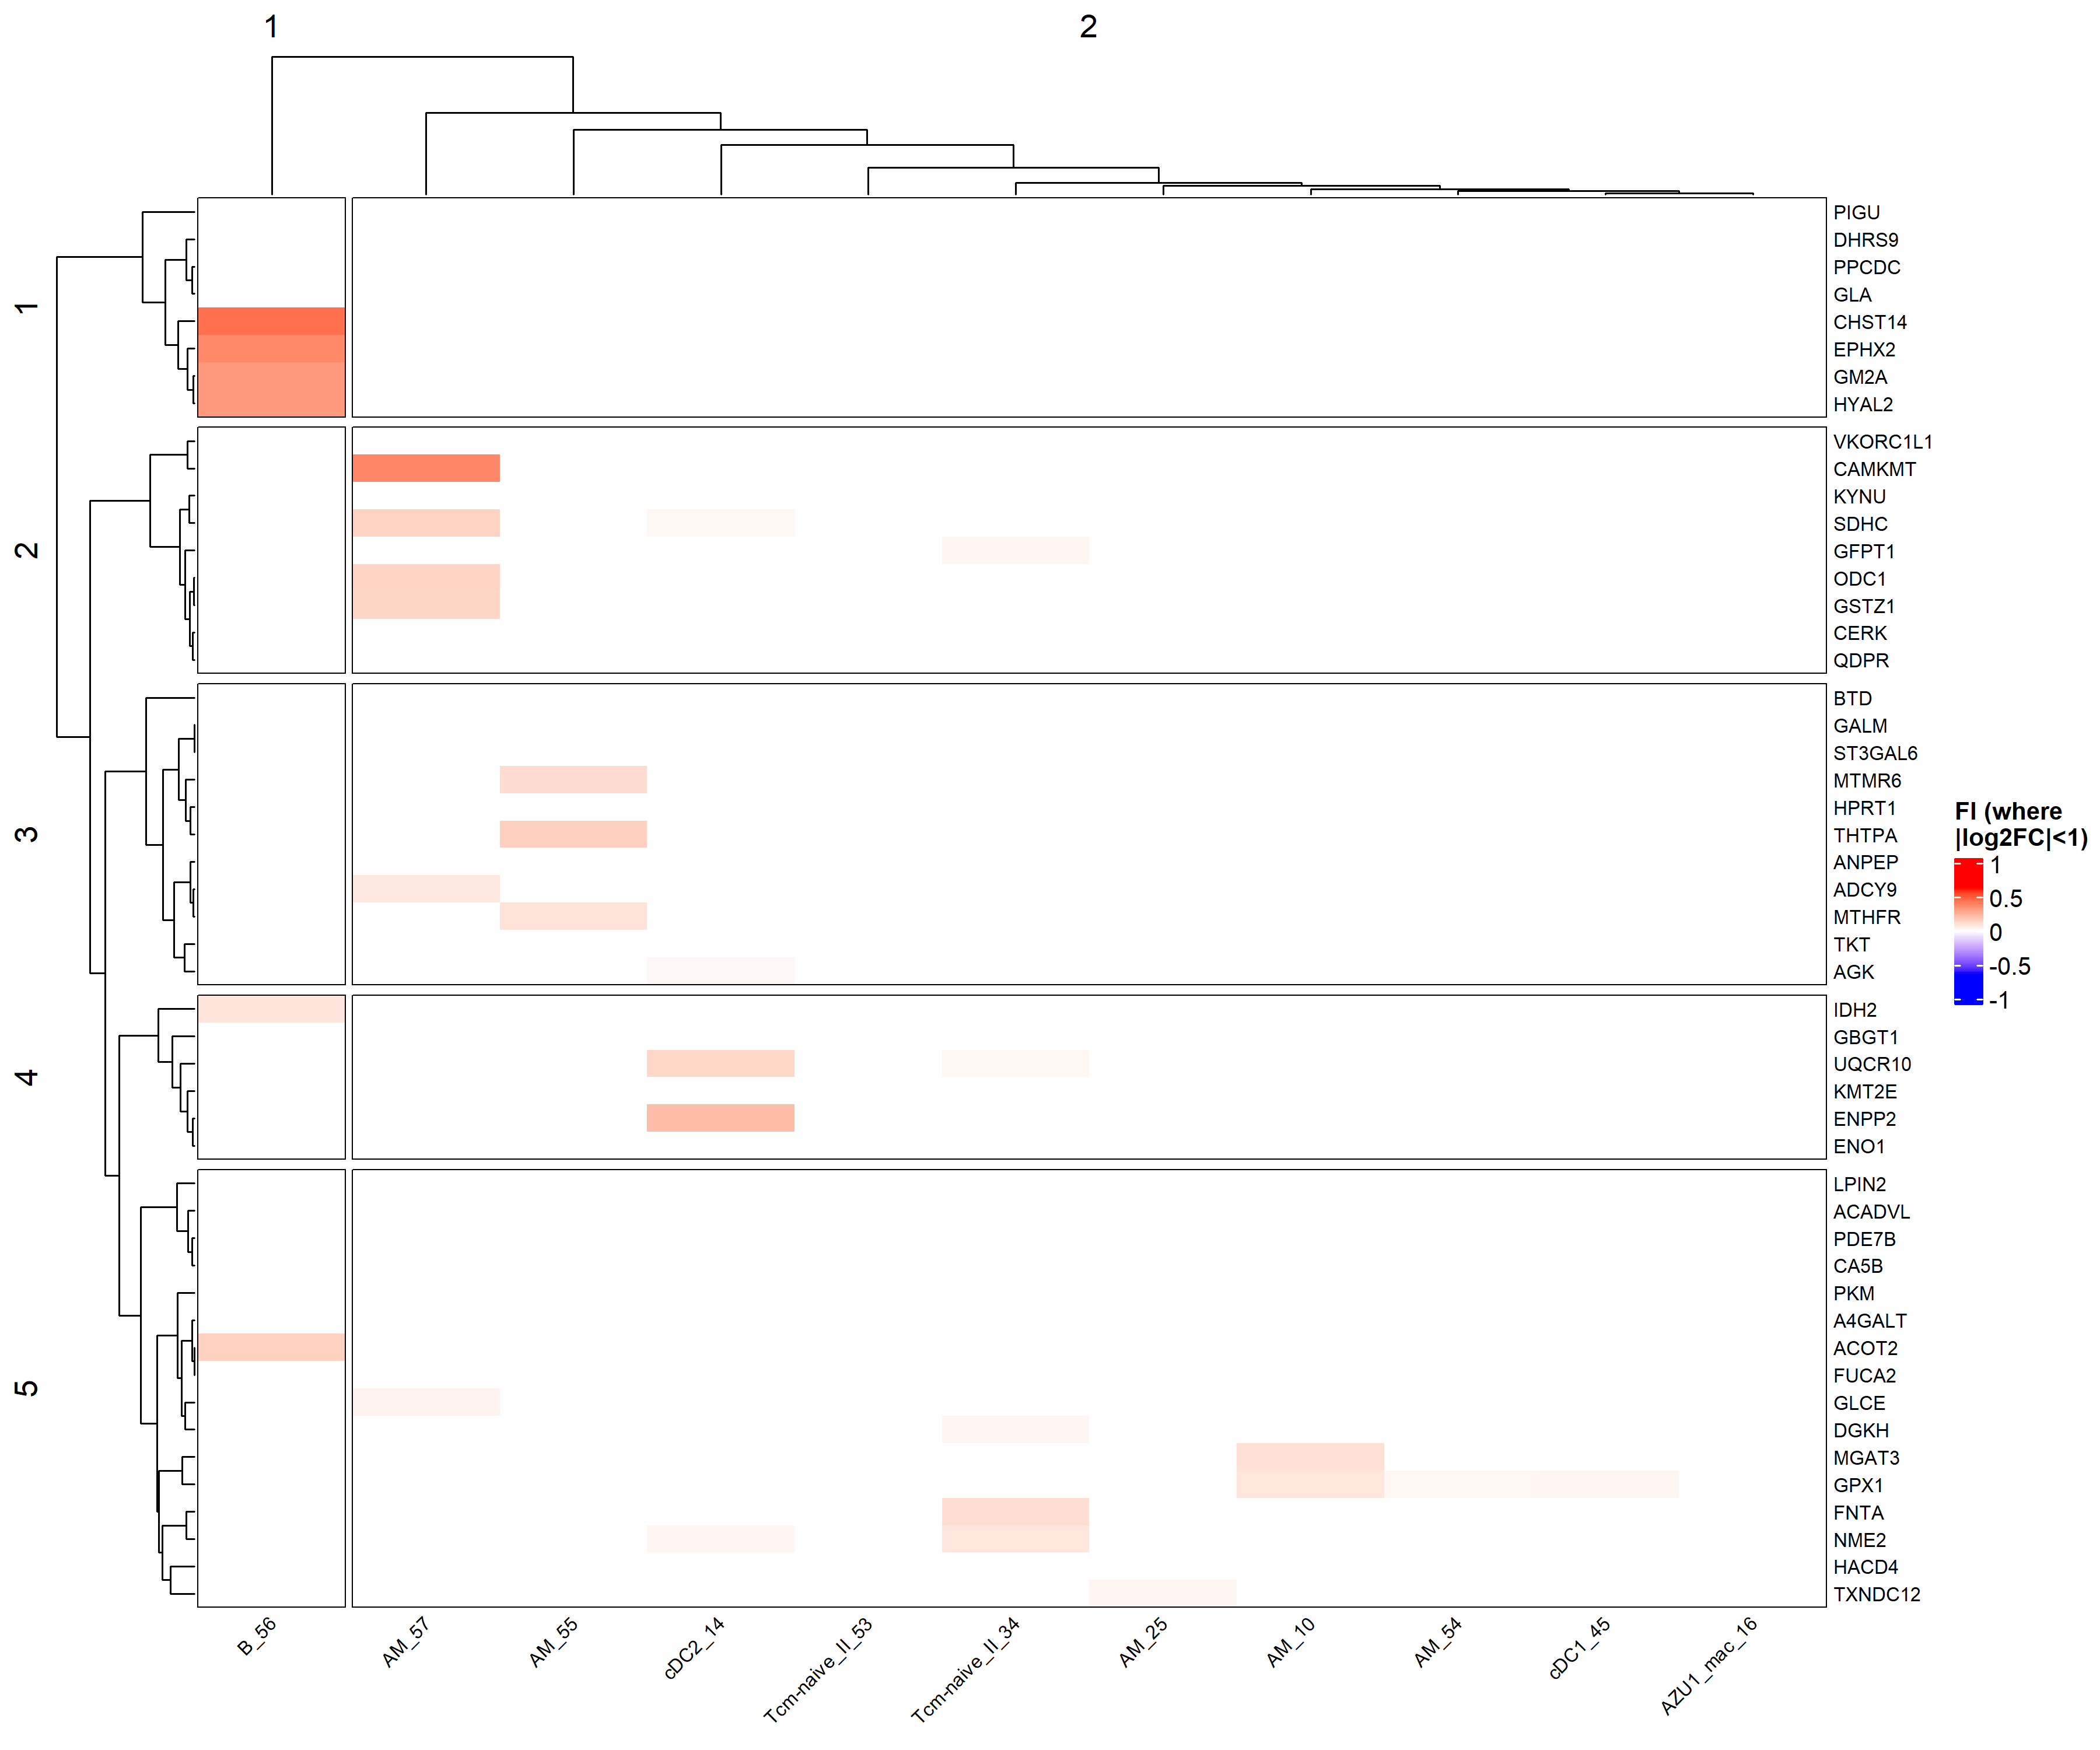 1
2
1
2
3
4
5
PIGU
DHRS9
PPCDC
GLA
CHST14
EPHX2
GM2A
HYAL2
VKORC1L1
CAMKMT
KYNU
SDHC
GFPT1
ODC1
GSTZ1
CERK
QDPR
BTD
GALM
ST3GAL6
MTMR6
HPRT1
THTPA
ANPEP
ADCY9
MTHFR
TKT
AGK
IDH2
GBGT1
UQCR10
KMT2E
ENPP2
ENO1
LPIN2
ACADVL
PDE7B
CA5B
PKM
A4GALT
ACOT2
FUCA2
GLCE
DGKH
MGAT3
GPX1
FNTA
NME2
HACD4
TXNDC12
B_56
AM_57
AM_55
cDC2_14
Tcm-naive_II_53
Tcm-naive_II_34
AM_25
AM_10
AM_54
cDC1_45
AZU1_mac_16
FI (where
|log2FC|<1)
1
0.5
0
-0.5
-1